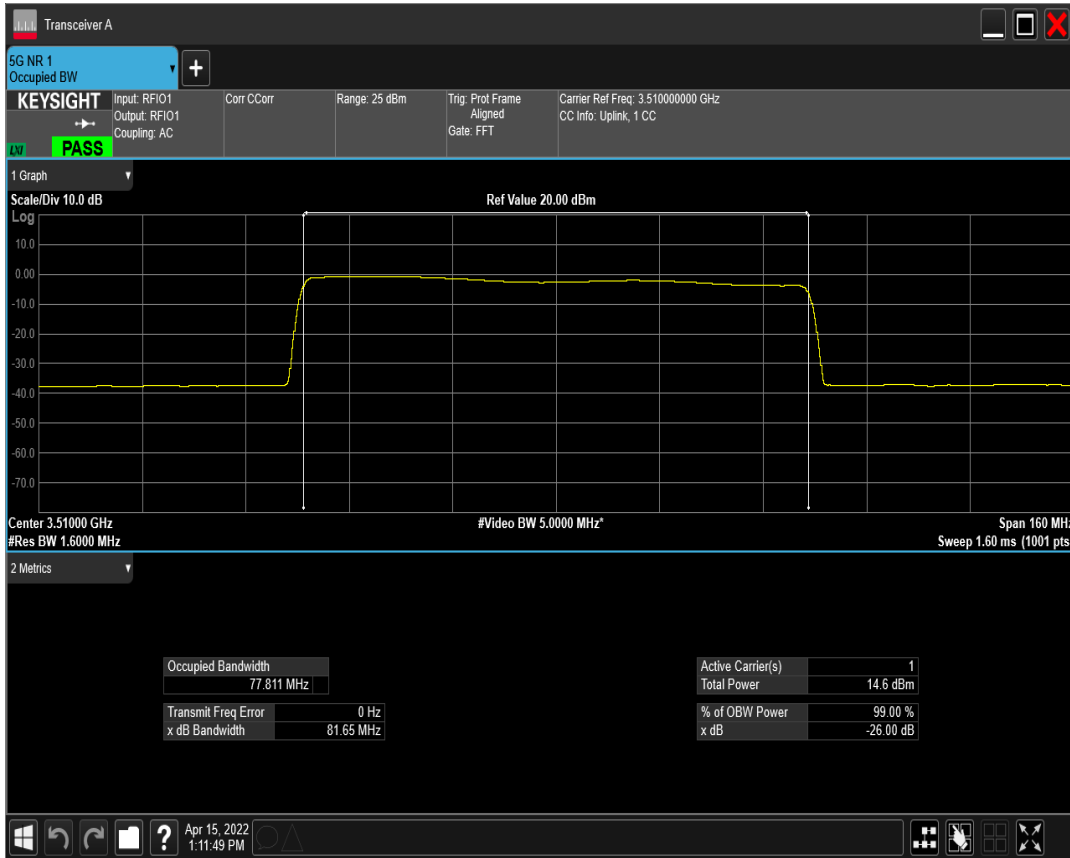 Transceiver A
5G NR 1
Occupied BW
KEYSIGHT
LXI
PASS
Input: RFIO1
Output: RFIO1
Coupling: AC
Corr CCorr
Range: 25 dBm
Trig: Prot Frame
Aligned
Gate: FFT
Carrier Ref Freq: 3.510000000 GHz
CC Info: Uplink, 1 CC
1 Graph
Scale/Div 10.0 dB
Ref Value 20.00 dBm
Log
10.0
0.00
-10.0
-20.0
-30.0
-40.0
-50.0
-60.0
-70.0
Center 3.51000 GHz
#Video BW 5.0000 MHz*
Span 160 MHz
#Res BW 1.6000 MHz
Sweep 1.60 ms (1001 pts
2 Metrics
Occupied Bandwidth
77.811 MHz
Transmit Freq Error 0 Hz
x dB Bandwidth 81.65 MHz
Active Carrier(s) 1
Total Power 14.6 dBm
% of OBW Power 99.00 %
x dB -26.00 dB
?
Apr 15, 2022
1:11:49 PM